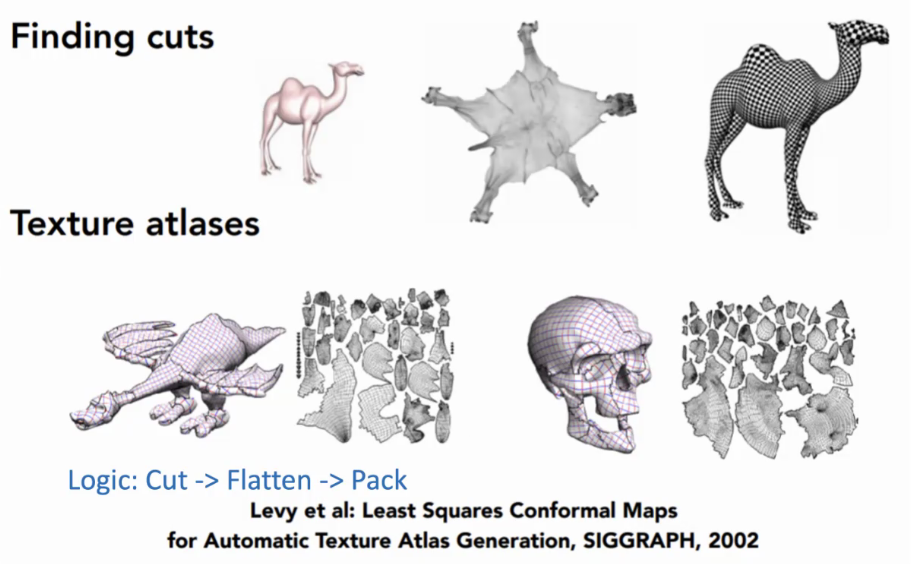 Finding cuts
Texture atlases
Logic: Cut -> Flatten -> Pack
Levy et al: Least Squares Conformal Maps
for Automatic Texture Atlas Generation, SIGGRAPH, 2002